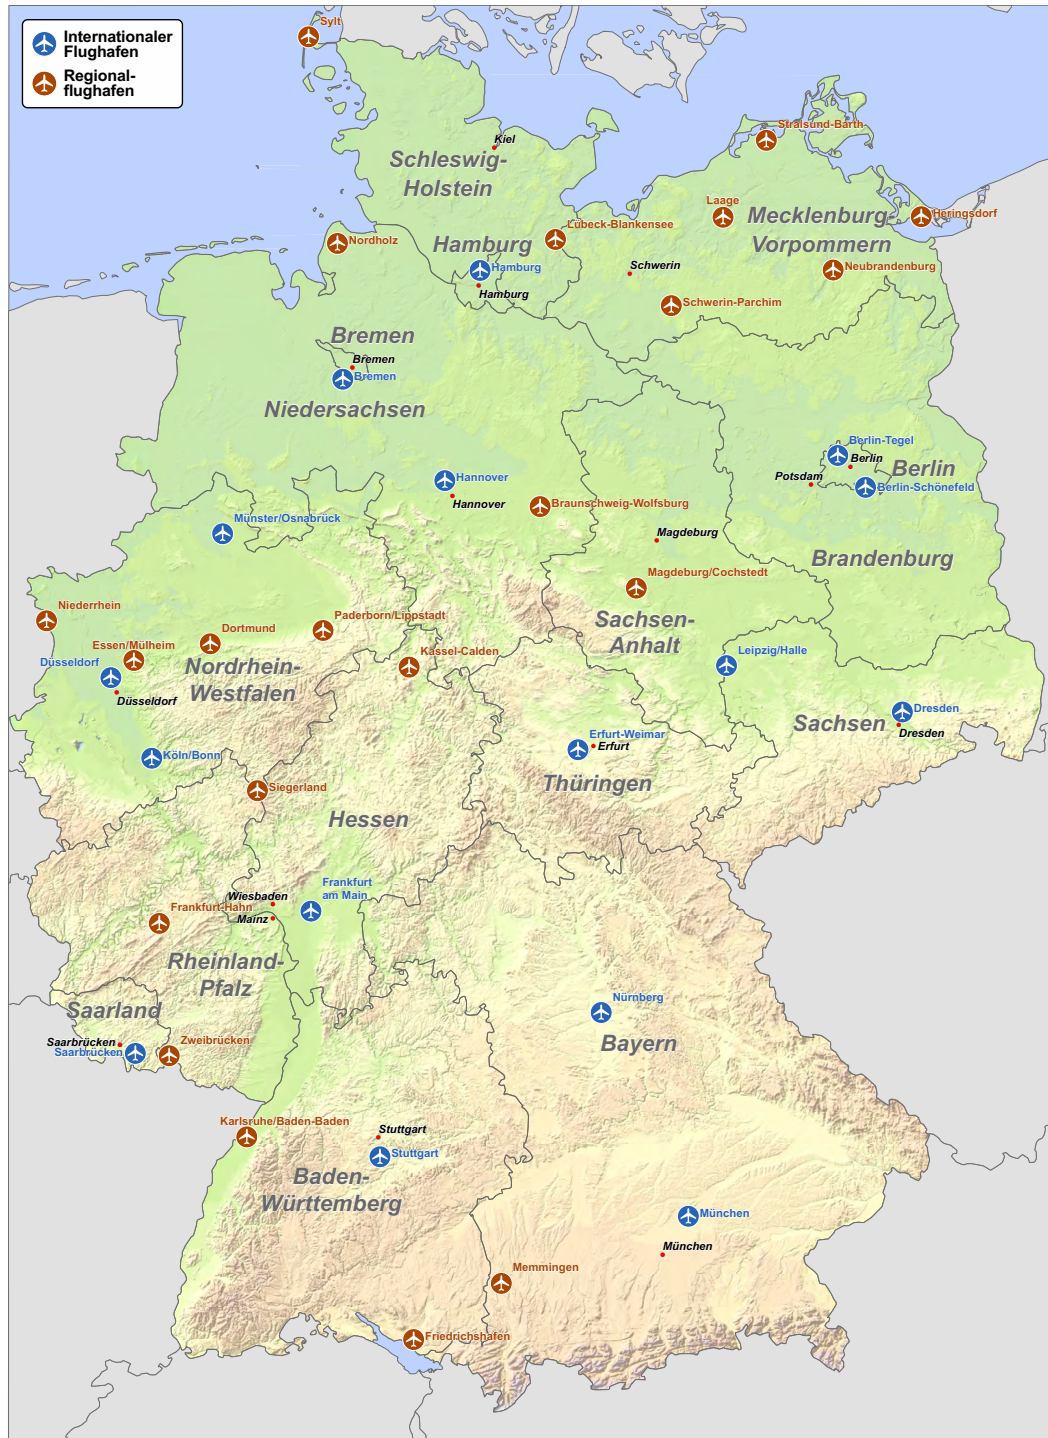 Internationaler
Flughafen
Regional-
flughafen
Sylt
Stralsund-Barth
Kiel
Schleswig-
Holstein
Laage
Mecklenburg-
Vorpommern
Heringsdorf
Lübeck-Blankensee
Nordholz
Hamburg
Hamburg
Hamburg
Schwerin
Neubrandenburg
Schwerin-Parchim
Bremen
Bremen
Bremen
Niedersachsen
Berlin-Tegel
Berlin
Berlin
Potsdam
Berlin-Schönefeld
Hannover
Hannover
Braunschweig-Wolfsburg
Münster/Osnabrück
Magdeburg
Brandenburg
Magdeburg/Cochstedt
Niederrhein
Paderborn/Lippstadt
Sachsen-
Anhalt
Dortmund
Essen/Mülheim
Düsseldorf
Düsseldorf
Nordrhein-
Westfalen
Kassel-Calden
Leipzig/Halle
Dresden
Sachsen
Dresden
Erfurt-Weimar
Erfurt
Köln/Bonn
Thüringen
Siegerland
Hessen
Frankfurt
am Main
Wiesbaden
Frankfurt-Hahn
Mainz
Rheinland-
Pfalz
Nürnberg
Saarland
Bayern
Saarbrücken
Saarbrücken
Zweibrücken
Karlsruhe/Baden-Baden
Stuttgart
Stuttgart
Baden-
Württemberg
München
München
Memmingen
Friedrichshafen